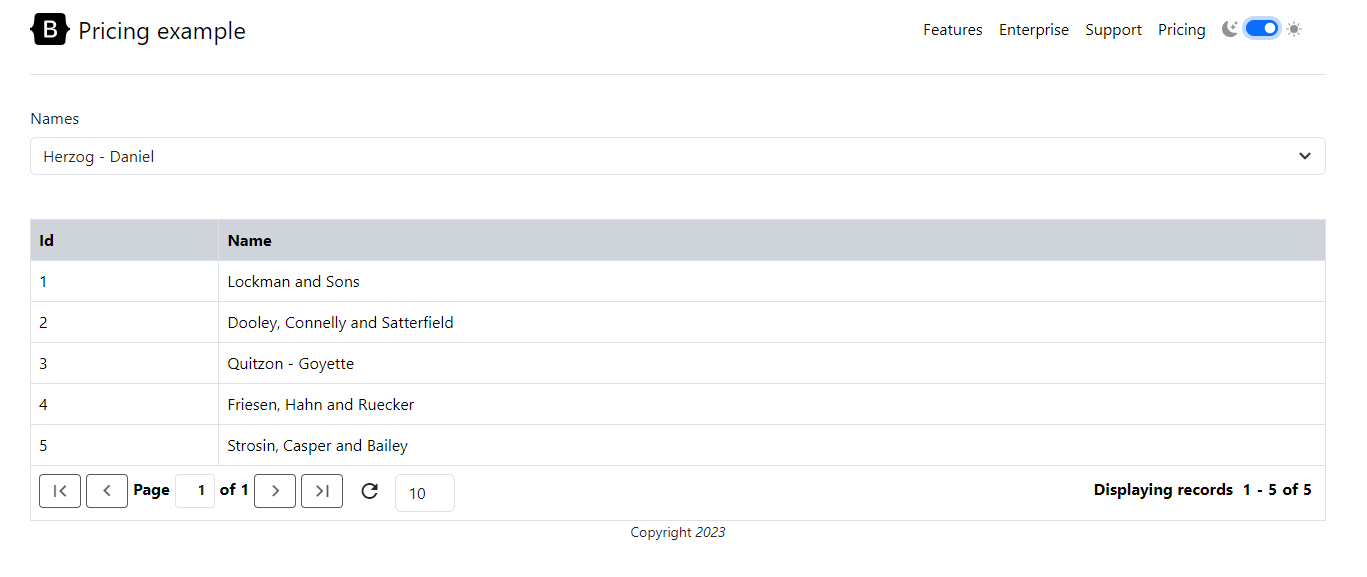 B Pricing example
Features Enterprise Support Pricing
Names
Herzog - Daniel
Id Name
1 Lockman and Sons
2 Dooley, Connelly and Satterfield
3 Quitzon - Goyette
4 Friesen, Hahn and Ruecker
5 Strosin, Casper and Bailey
Page 1 of 1 10 Displaying records 1 - 5 of 5
Copyright 2023